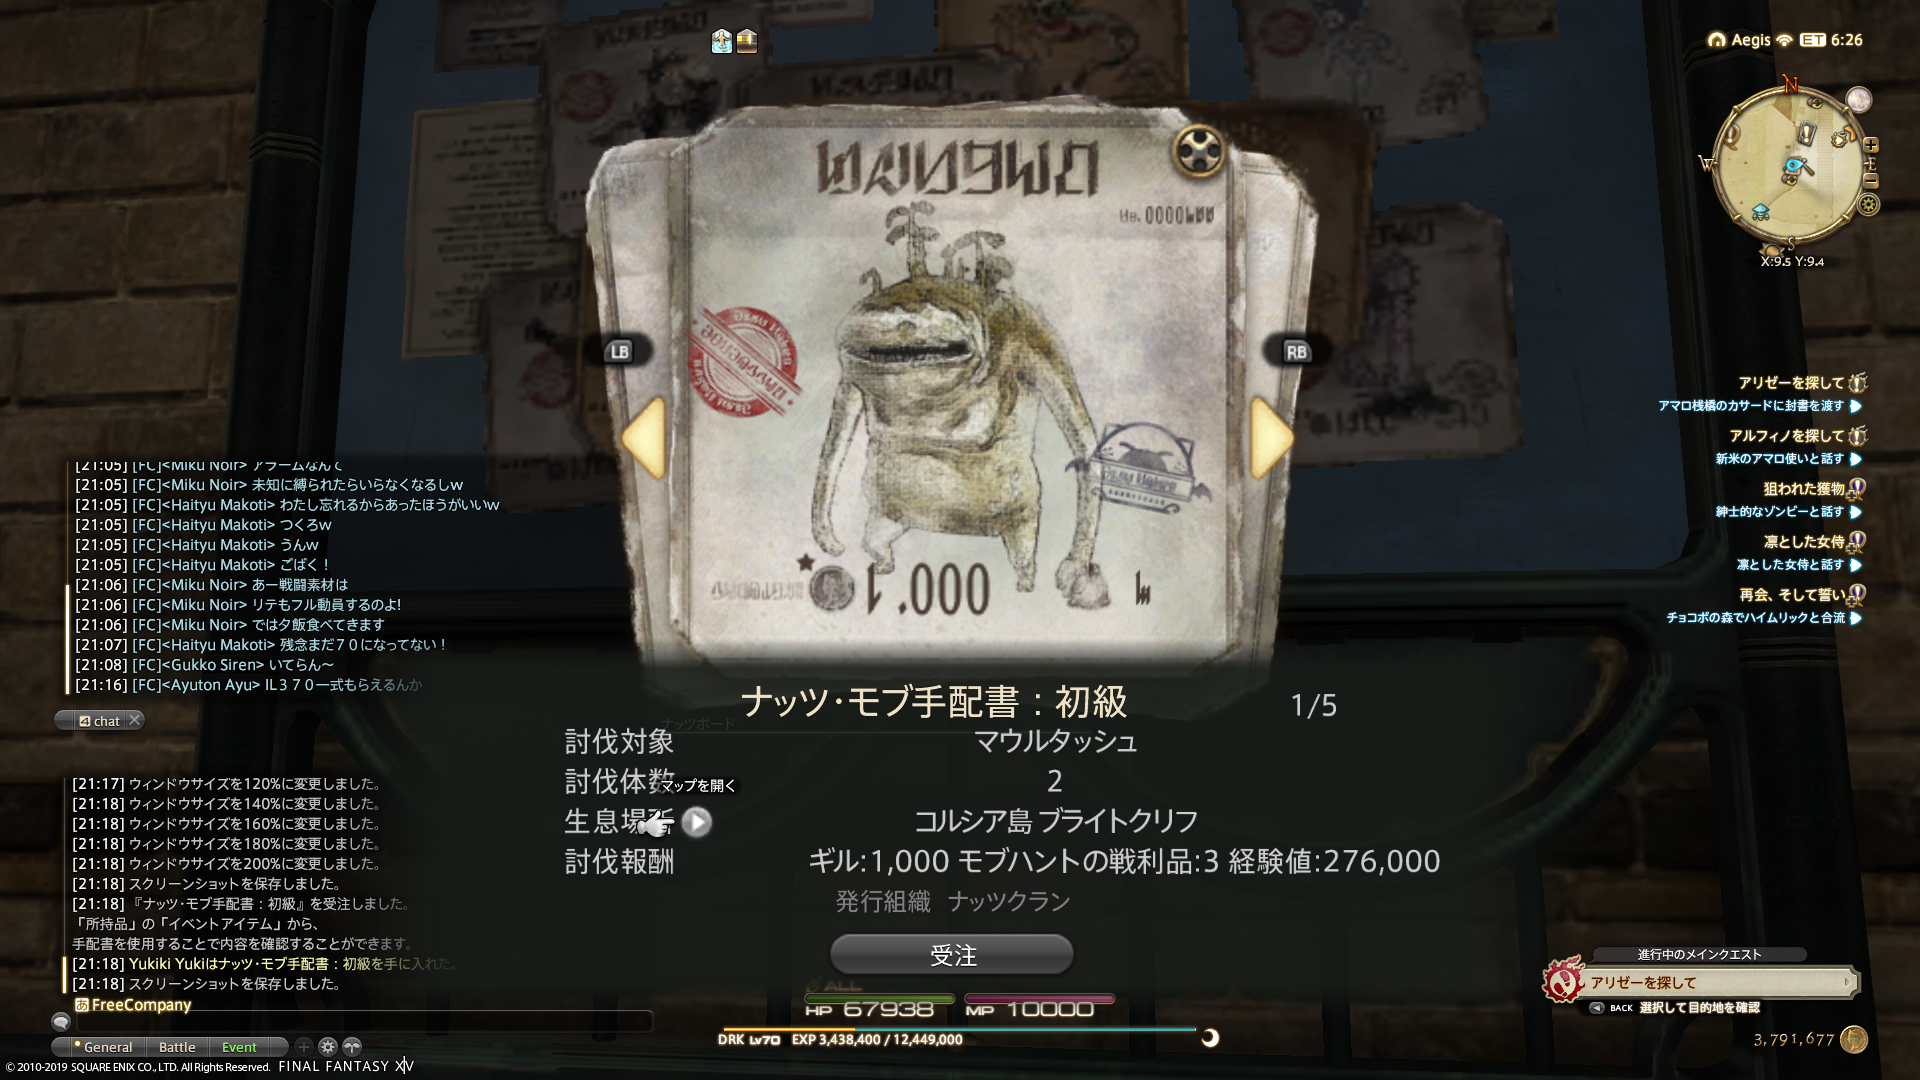 Aegis ET 6:26
N
W
E
S
X:9.5 Y:9.4
LB
RB
1,000
アリゼーを探して
アマロ桟橋のカサードに封書を渡す
アルフィノを探して
新米のアマロ使いと話す
狙われた獲物
紳士的なゾンビーと話す
凛とした女侍
凛とした女侍と話す
再会、そして誓い
チョコボの森でハイムリックと合流
[21:05] [FC]<Miku Noir> アラームなんて
[21:05] [FC]<Miku Noir> 未知に縛られたらいらなくなるしw
[21:05] [FC]<Haityu Makoti> わたし忘れるからあったほうがいいw
[21:05] [FC]<Haityu Makoti> つくろw
[21:05] [FC]<Haityu Makoti> うんw
[21:05] [FC]<Haityu Makoti> ごばく！
[21:06] [FC]<Miku Noir> あー戦闘素材は
[21:06] [FC]<Miku Noir> リテもフル動員するのよ!
[21:06] [FC]<Miku Noir> では夕飯食べてきます
[21:07] [FC]<Haityu Makoti> 残念まだ７０になってない！
[21:08] [FC]<Gukko Siren> いてらん～
[21:16] [FC]<Ayuton Ayu> IL３７０一式もらえるんか
4 chat
ナッツボード
ナッツ・モブ手配書：初級
1/5
討伐対象 マウルタッシュ
討伐体数 2
マップを開く
生息場所 コルシア島 ブライトクリフ
討伐報酬 ギル:1,000 モブハントの戦利品:3 経験値:276,000
発行組織 ナッツクラン
受注
[21:17] ウィンドウサイズを120%に変更しました。
[21:18] ウィンドウサイズを140%に変更しました。
[21:18] ウィンドウサイズを160%に変更しました。
[21:18] ウィンドウサイズを180%に変更しました。
[21:18] ウィンドウサイズを200%に変更しました。
[21:18] スクリーンショットを保存しました。
[21:18] 『ナッツ・モブ手配書：初級』を受注しました。
「所持品」の「イベントアイテム」から、
手配書を使用することで内容を確認することができます。
[21:18] Yukiki Yukiはナッツ・モブ手配書：初級を手に入れた。
[21:18] スクリーンショットを保存しました。
あ FreeCompany
General Battle Event
ALL
HP 67938 MP 10000
DRK Lv70 EXP 3,438,400 / 12,449,000
進行中のメインクエスト
アリゼーを探して
BACK 選択して目的地を確認
3,791,677
© 2010-2019 SQUARE ENIX CO., LTD. All Rights Reserved. FINAL FANTASY XIV